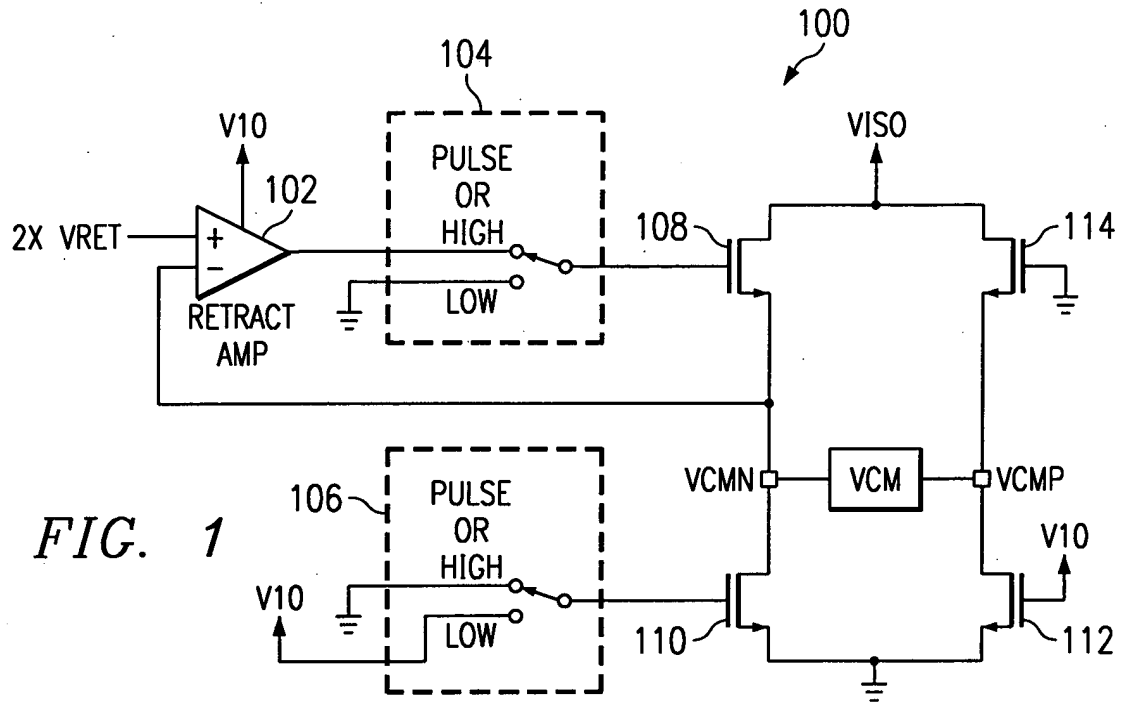 100
104
V10
VISO
102
PULSE
OR
HIGH
108
114
2X VRET
+
−
LOW
RETRACT
AMP
VCMN
VCM
VCMP
106
PULSE
OR
HIGH
FIG. 1
V10
V10
LOW
110
112